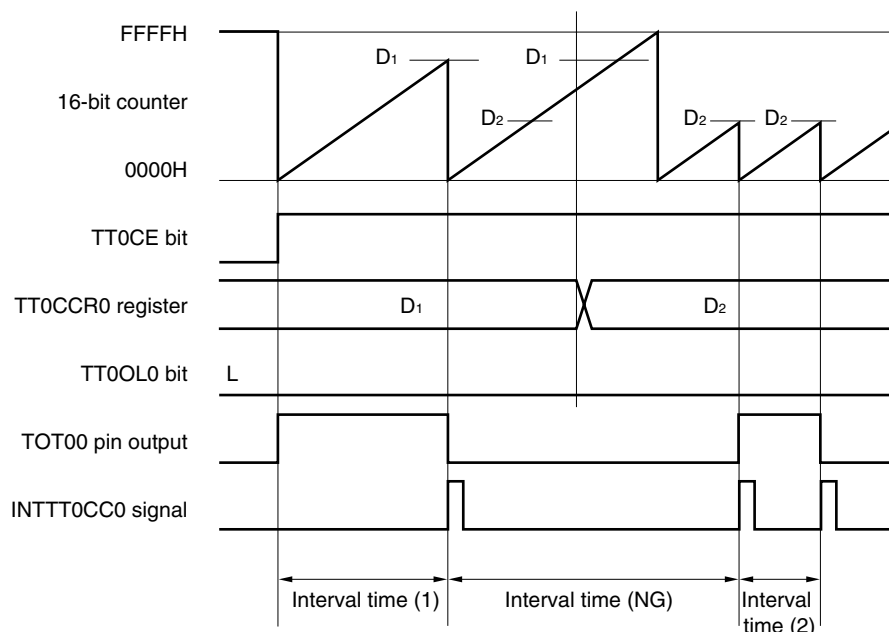 FFFFH
D1
D1
16-bit counter
D2
D2
D2
0000H
TT0CE bit
TT0CCR0 register
D1
D2
TT0OL0 bit
L
TOT00 pin output
INTTT0CC0 signal
Interval time (1)
Interval time (NG)
Interval
time (2)